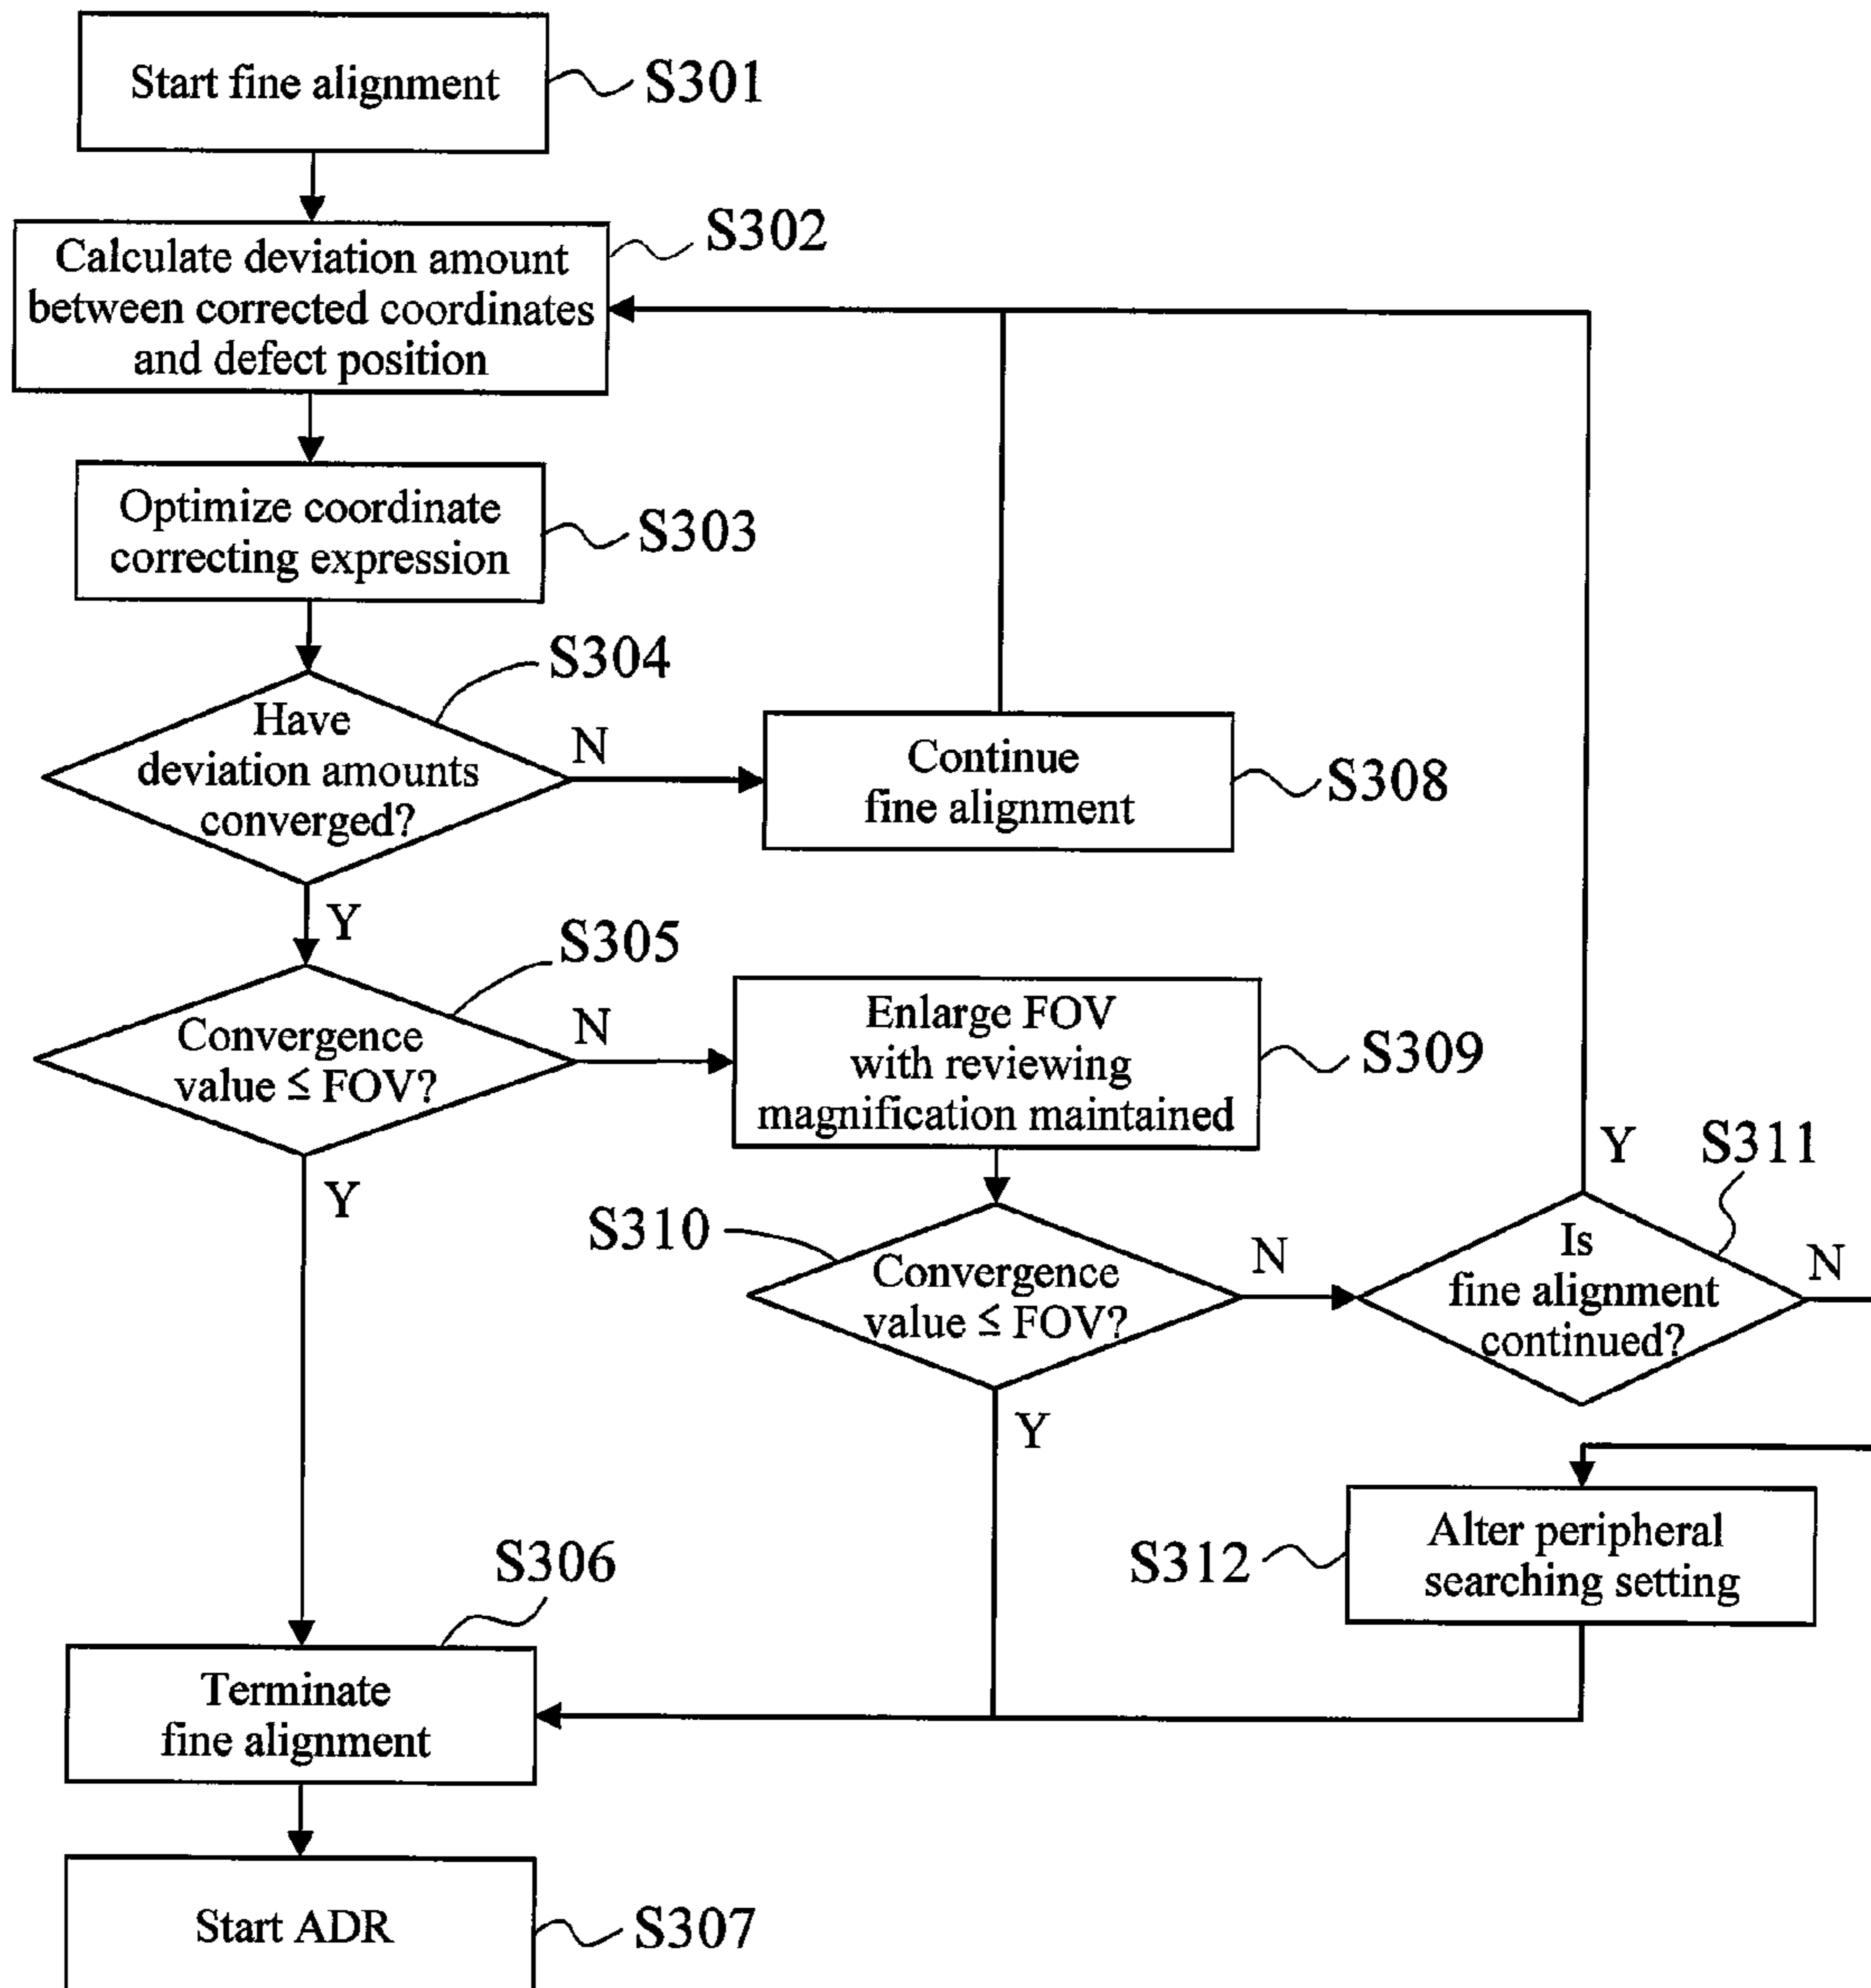 Start fine alignment
S301
S302
Calculate deviation amount
between corrected coordinates
and defect position
Optimize coordinate
correcting expression
S303
S304
Have
deviation amounts
converged?
N
Continue
fine alignment
S308
Y
S305
Convergence
value ≤ FOV?
N
Enlarge FOV
with reviewing
magnification maintained
S309
Y
S310
Convergence
value ≤ FOV?
N
Y
S311
Is
fine alignment
continued?
N
Y
S312
Alter peripheral
searching setting
S306
Terminate
fine alignment
Start ADR
S307